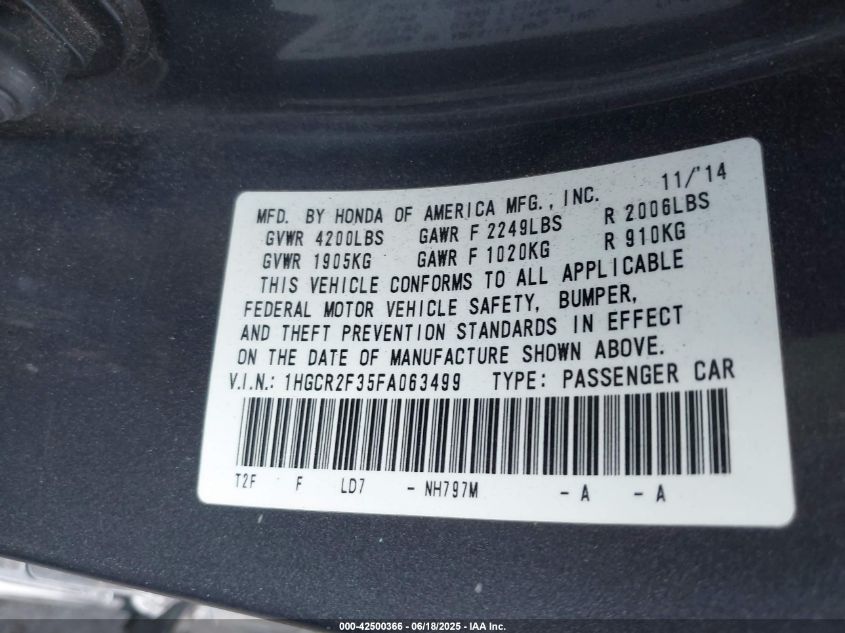 MFD. BY HONDA OF AMERICA MFG., INC. 11/'14
GVWR 4200LBS GAWR F 2249LBS R 2006LBS
GVWR 1905KG GAWR F 1020KG R 910KG
THIS VEHICLE CONFORMS TO ALL APPLICABLE
FEDERAL MOTOR VEHICLE SAFETY, BUMPER,
AND THEFT PREVENTION STANDARDS IN EFFECT
ON THE DATE OF MANUFACTURE SHOWN ABOVE.
V.I.N.: 1HGCR2F35FA063499 TYPE: PASSENGER CAR
T2F F LD7 - NH797M - A - A
000-42500366 - 06/18/2025 - IAA Inc.